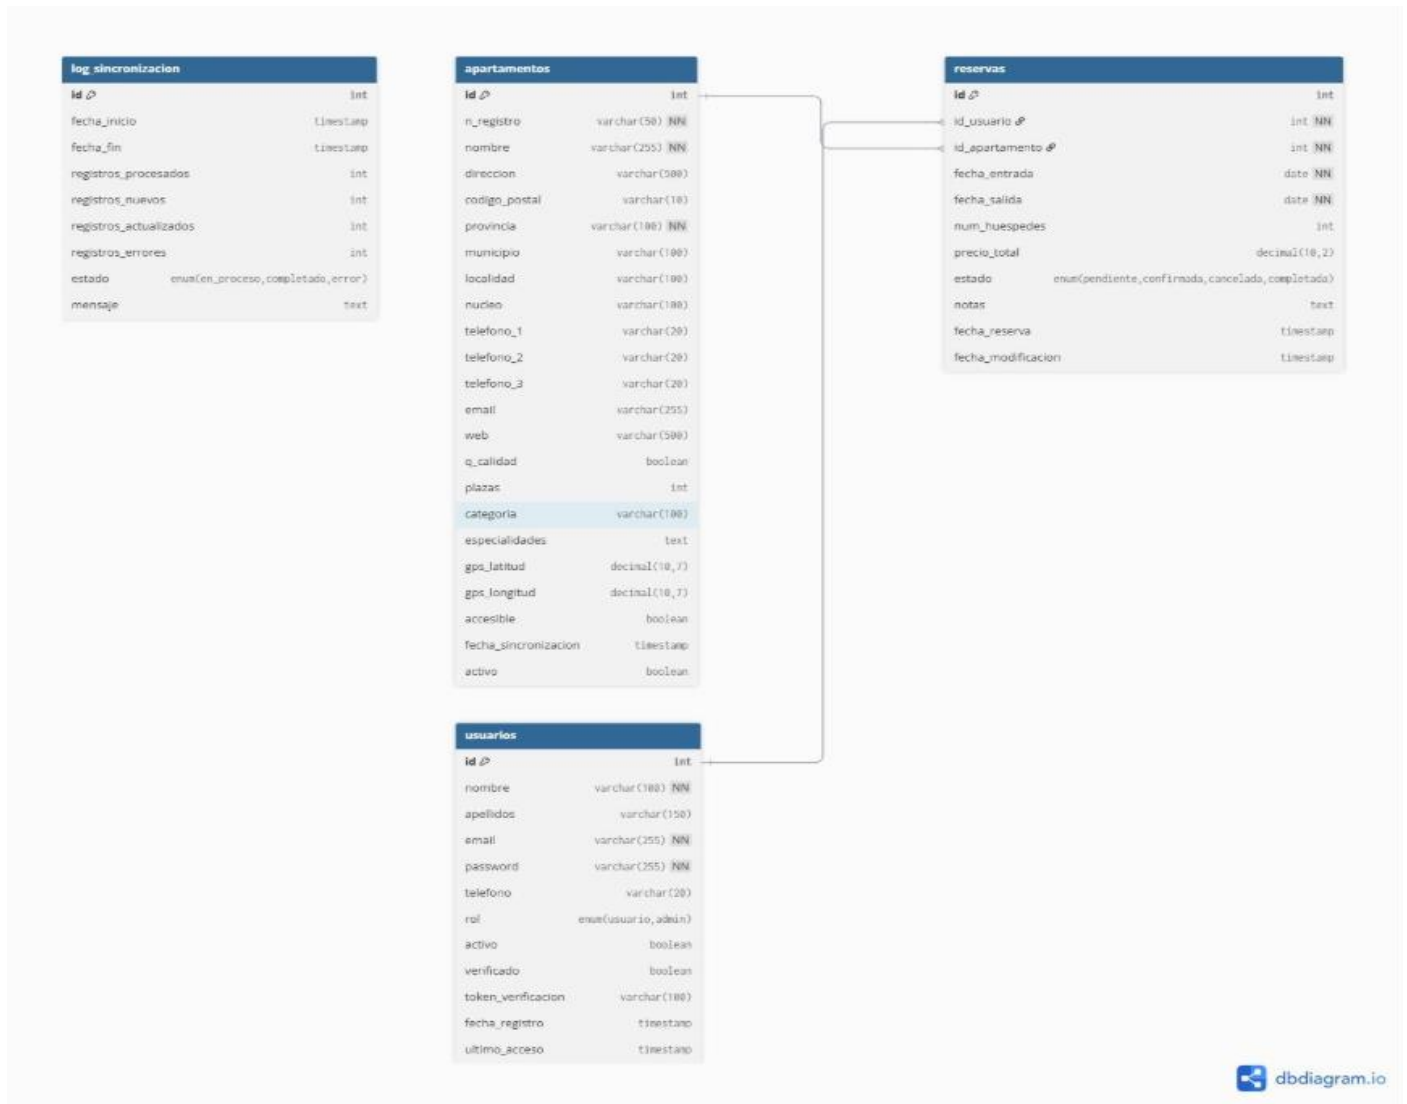 log_sincronizacion
id int
fecha_inicio timestamp
fecha_fin timestamp
registros_procesados int
registros_nuevos int
registros_actualizados int
registros_errores int
estado enum(en_proceso,completado,error)
mensaje text
apartamentos
id int
n_registro varchar(50) NN
nombre varchar(255) NN
direccion varchar(500)
codigo_postal varchar(10)
provincia varchar(100) NN
municipio varchar(100)
localidad varchar(100)
nucleo varchar(100)
telefono_1 varchar(20)
telefono_2 varchar(20)
telefono_3 varchar(20)
email varchar(255)
web varchar(500)
q_calidad boolean
plazas int
categoria varchar(100)
especialidades text
gps_latitud decimal(10,7)
gps_longitud decimal(10,7)
accesible boolean
fecha_sincronizacion timestamp
activo boolean
usuarios
id int
nombre varchar(100) NN
apellidos varchar(150)
email varchar(255) NN
password varchar(255) NN
telefono varchar(20)
rol enum(usuario,admin)
activo boolean
verificado boolean
token_verificacion varchar(100)
fecha_registro timestamp
ultimo_acceso timestamp
reservas
id int
id_usuario int NN
id_apartamento int NN
fecha_entrada date NN
fecha_salida date NN
num_huespedes int
precio_total decimal(10,2)
estado enum(pendiente,confirmada,cancelada,completada)
notas text
fecha_reserva timestamp
fecha_modificacion timestamp
dbdiagram.io